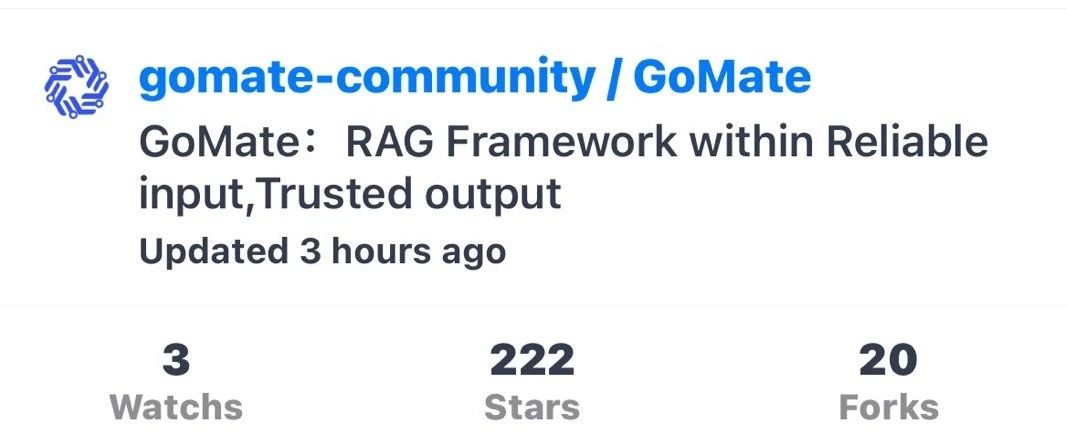 gomate-community / GoMate
GoMate：RAG Framework within Reliable
input,Trusted output
Updated 3 hours ago
3
Watchs
222
Stars
20
Forks